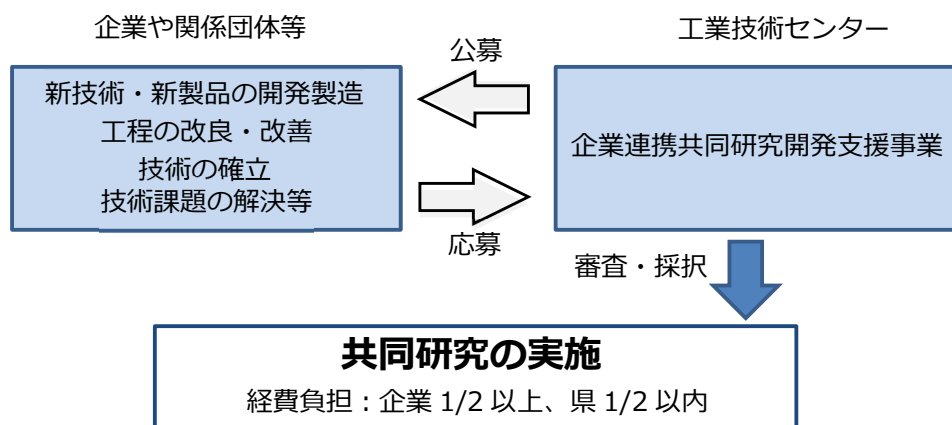 企業や関係団体等
工業技術センター
公募
新技術・新製品の開発製造
工程の改良・改善
技術の確立
技術課題の解決等
企業連携共同研究開発支援事業
応募
審査・採択
共同研究の実施
経費負担：企業 1/2 以上、県 1/2 以内